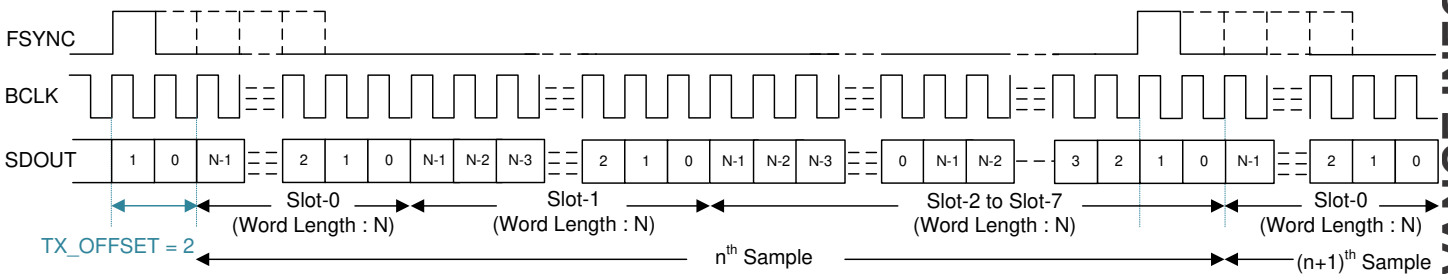 FSYNC
BCLK
SDOUT
1 0 N-1 2 1 0 N-1 N-2 N-3 2 1 0 N-1 N-2 N-3 0 N-1 N-2 3 2 1 0 N-1 2 1 0
Slot-0 Slot-1 Slot-2 to Slot-7 Slot-0
(Word Length : N) (Word Length : N) (Word Length : N) (Word Length : N)
TX_OFFSET = 2
nth Sample (n+1)th Sample